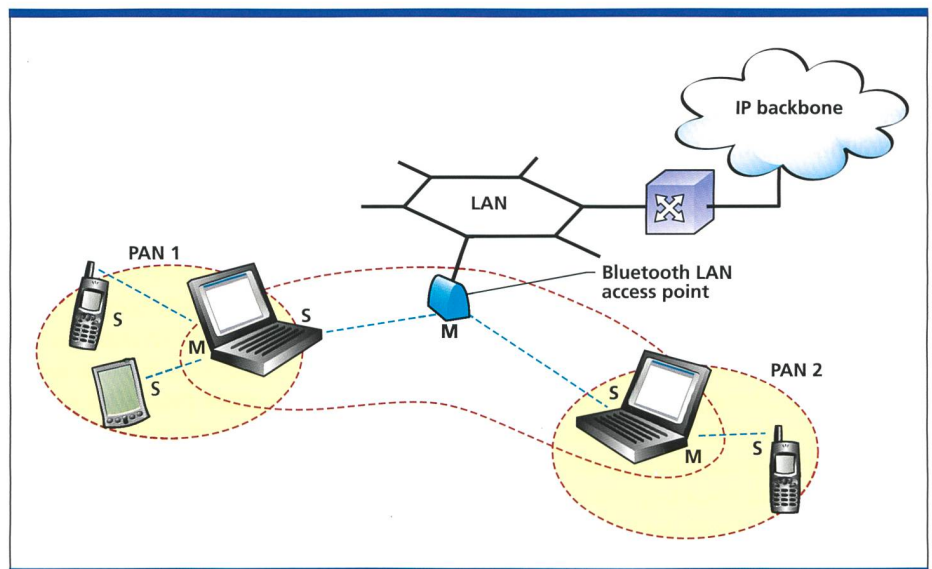 IP backbone
LAN
PAN 1
Bluetooth LAN
access point
S
S
M
M
S
PAN 2
S
M
S